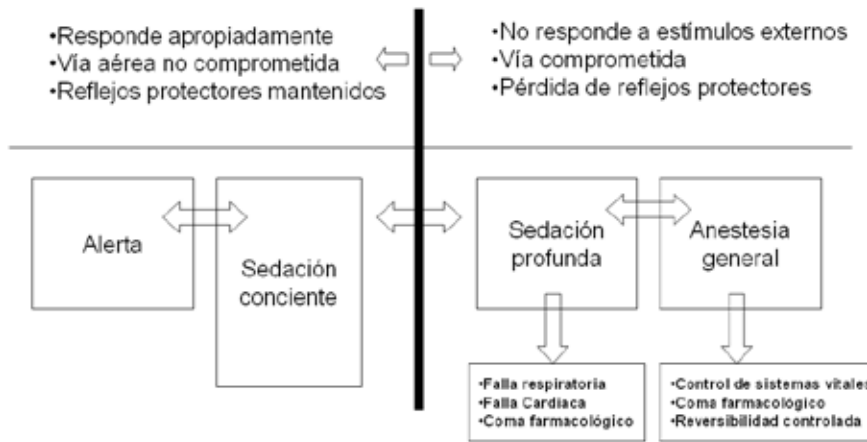 •Responde apropiadamente
•Vía aérea no comprometida
•Reflejos protectores mantenidos
•No responde a estímulos externos
•Vía comprometida
•Pérdida de reflejos protectores
Alerta
Sedación
conciente
Sedación
profunda
Anestesia
general
•Falla respiratoria
•Falla Cardíaca
•Coma farmacológico
•Control de sistemas vitales
•Coma farmacológico
•Reversibilidad controlada